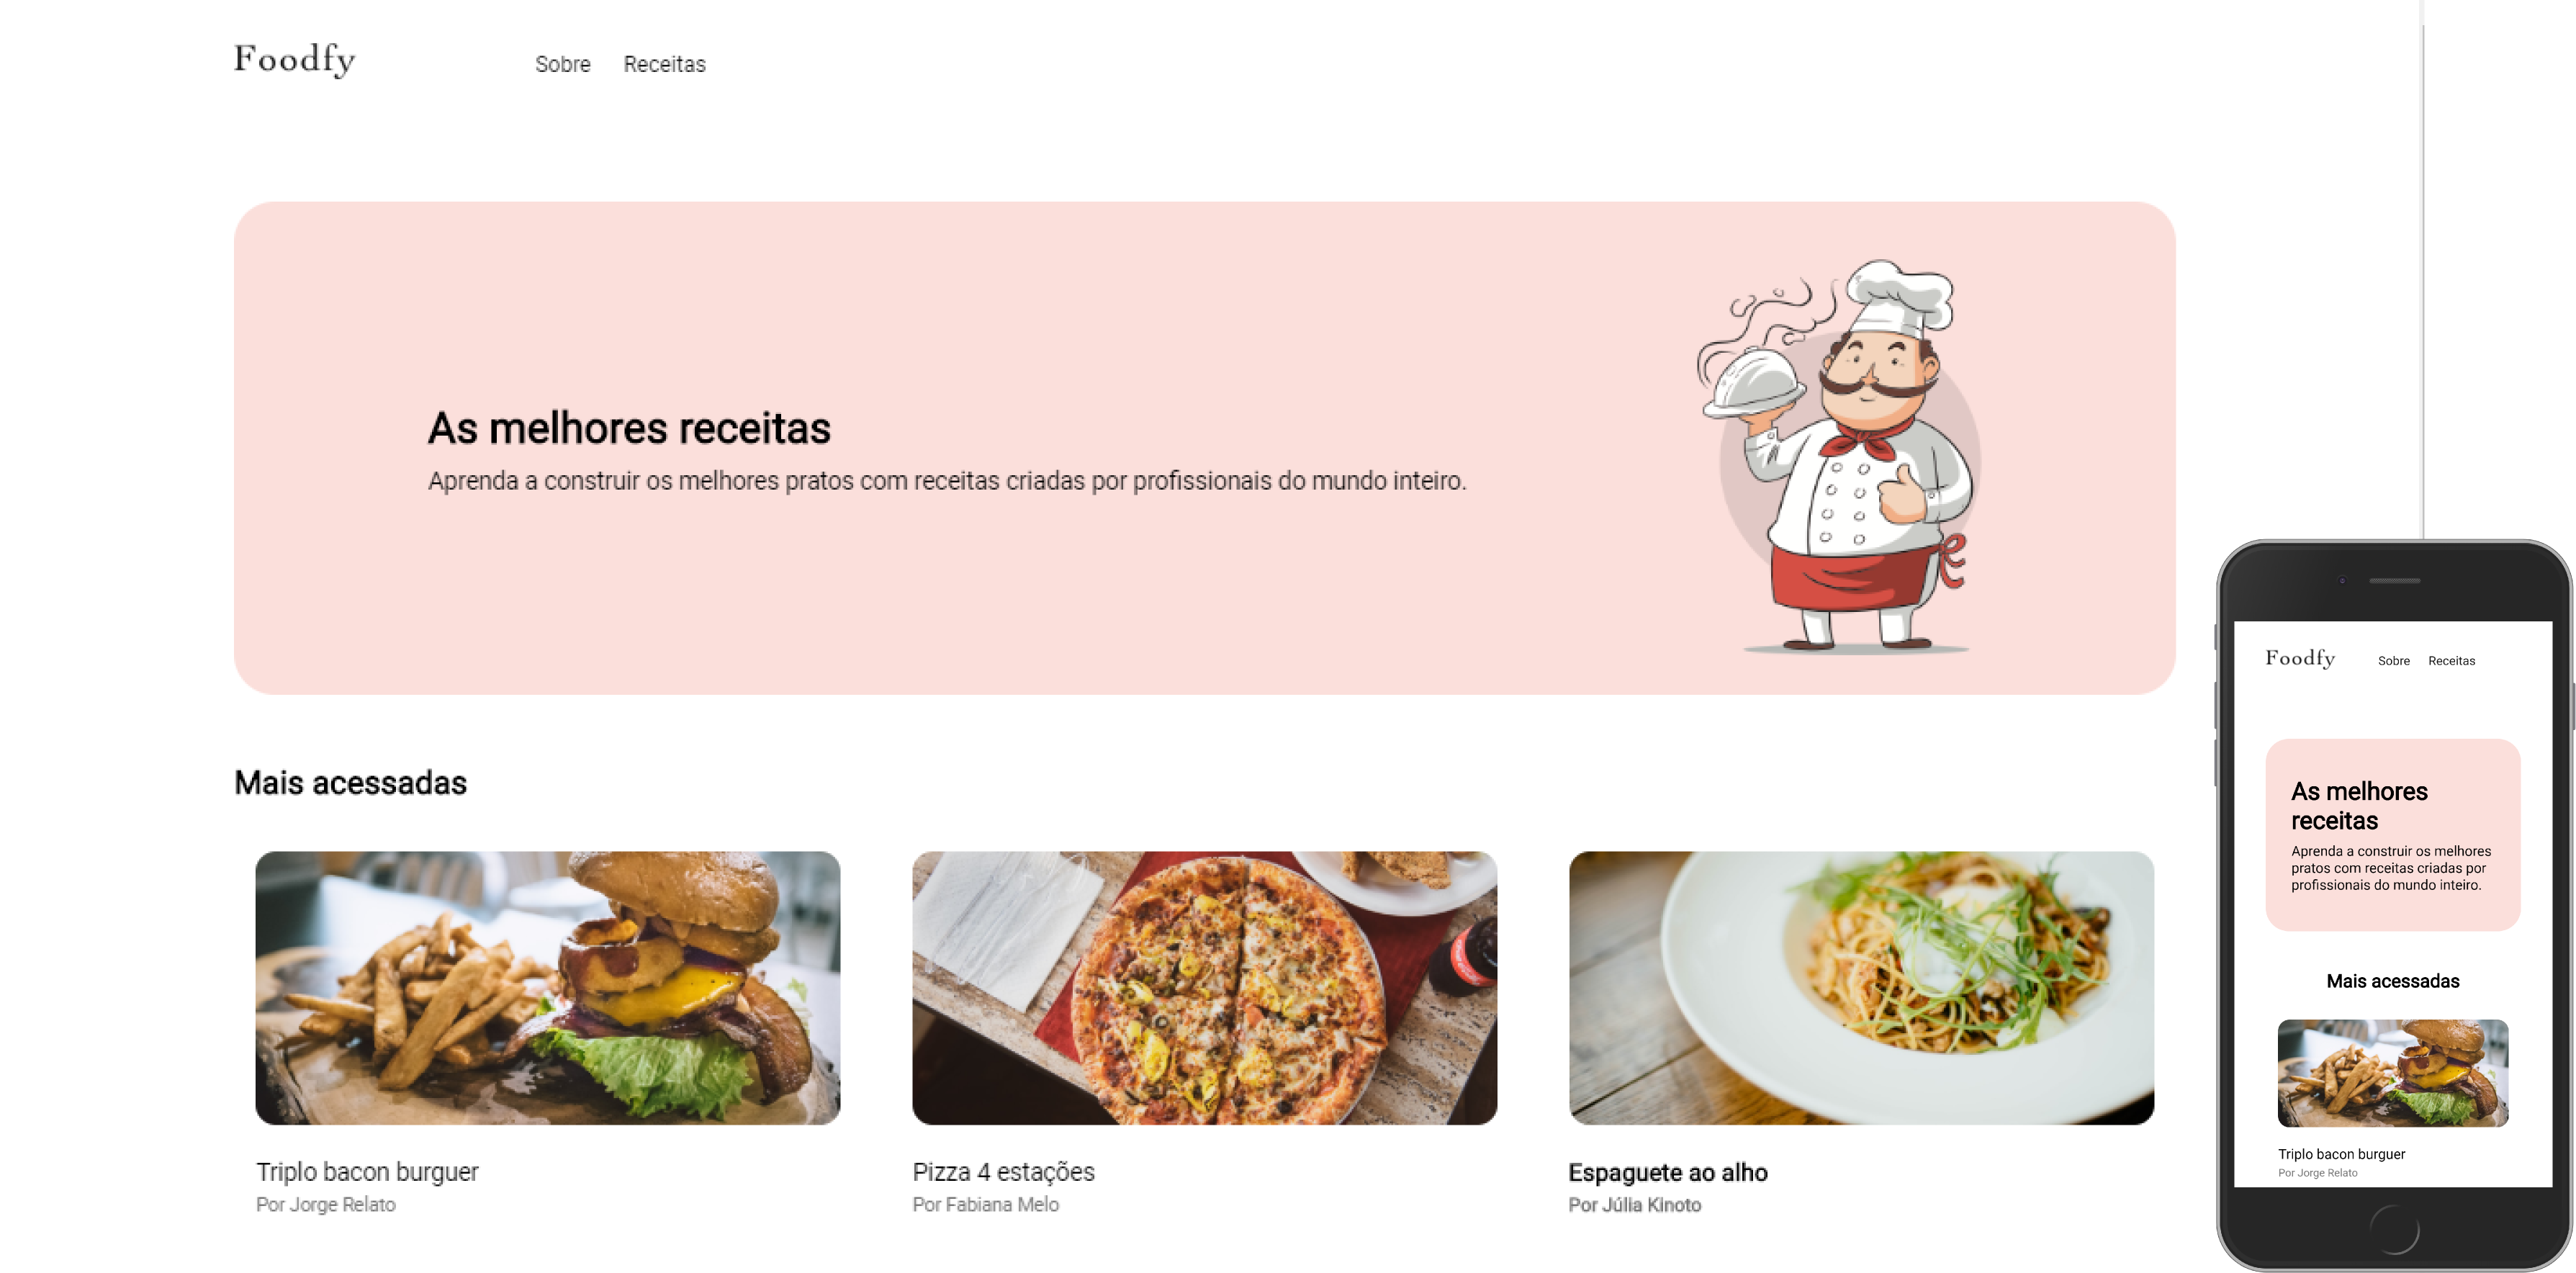 Foodfy
Sobre Receitas
As melhores receitas
Aprenda a construir os melhores pratos com receitas criadas por profissionais do mundo inteiro.
Mais acessadas
Triplo bacon burguer
Por Jorge Relato
Pizza 4 estações
Por Fabiana Melo
Espaguete ao alho
Por Júlia Kinoto
Foodfy
Sobre Receitas
As melhores
receitas
Aprenda a construir os melhores
pratos com receitas criadas por
profissionais do mundo inteiro.
Mais acessadas
Triplo bacon burguer
Por Jorge Relato